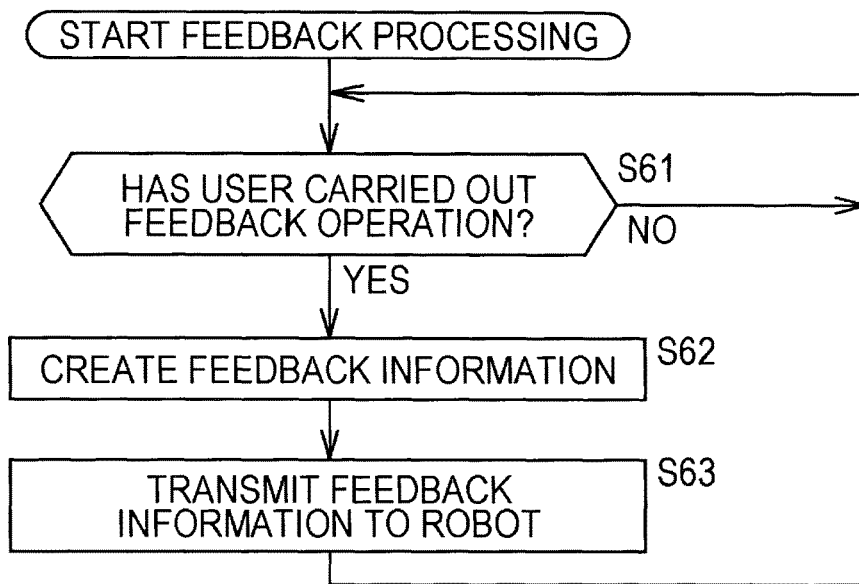 START FEEDBACK PROCESSING
HAS USER CARRIED OUT
FEEDBACK OPERATION?
S61
NO
YES
CREATE FEEDBACK INFORMATION
S62
TRANSMIT FEEDBACK
INFORMATION TO ROBOT
S63